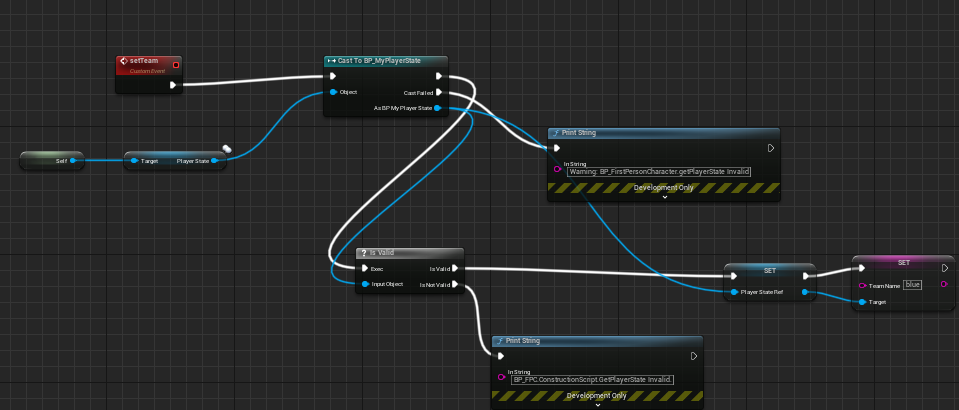 setTeam
Custom Event
Cast To BP_MyPlayerState
Object
Cast Failed
As BP My Player State
Self
Target
Player State
Print String
In String
Warning: BP_FirstPersonCharacter.getPlayerState Invalid
Development Only
? Is Valid
Exec
Is Valid
Input Object
Is Not Valid
SET
Player State Ref
SET
Team Name
blue
Target
Print String
In String
BP_FPC.ConstructionScript.GetPlayerState Invalid.
Development Only